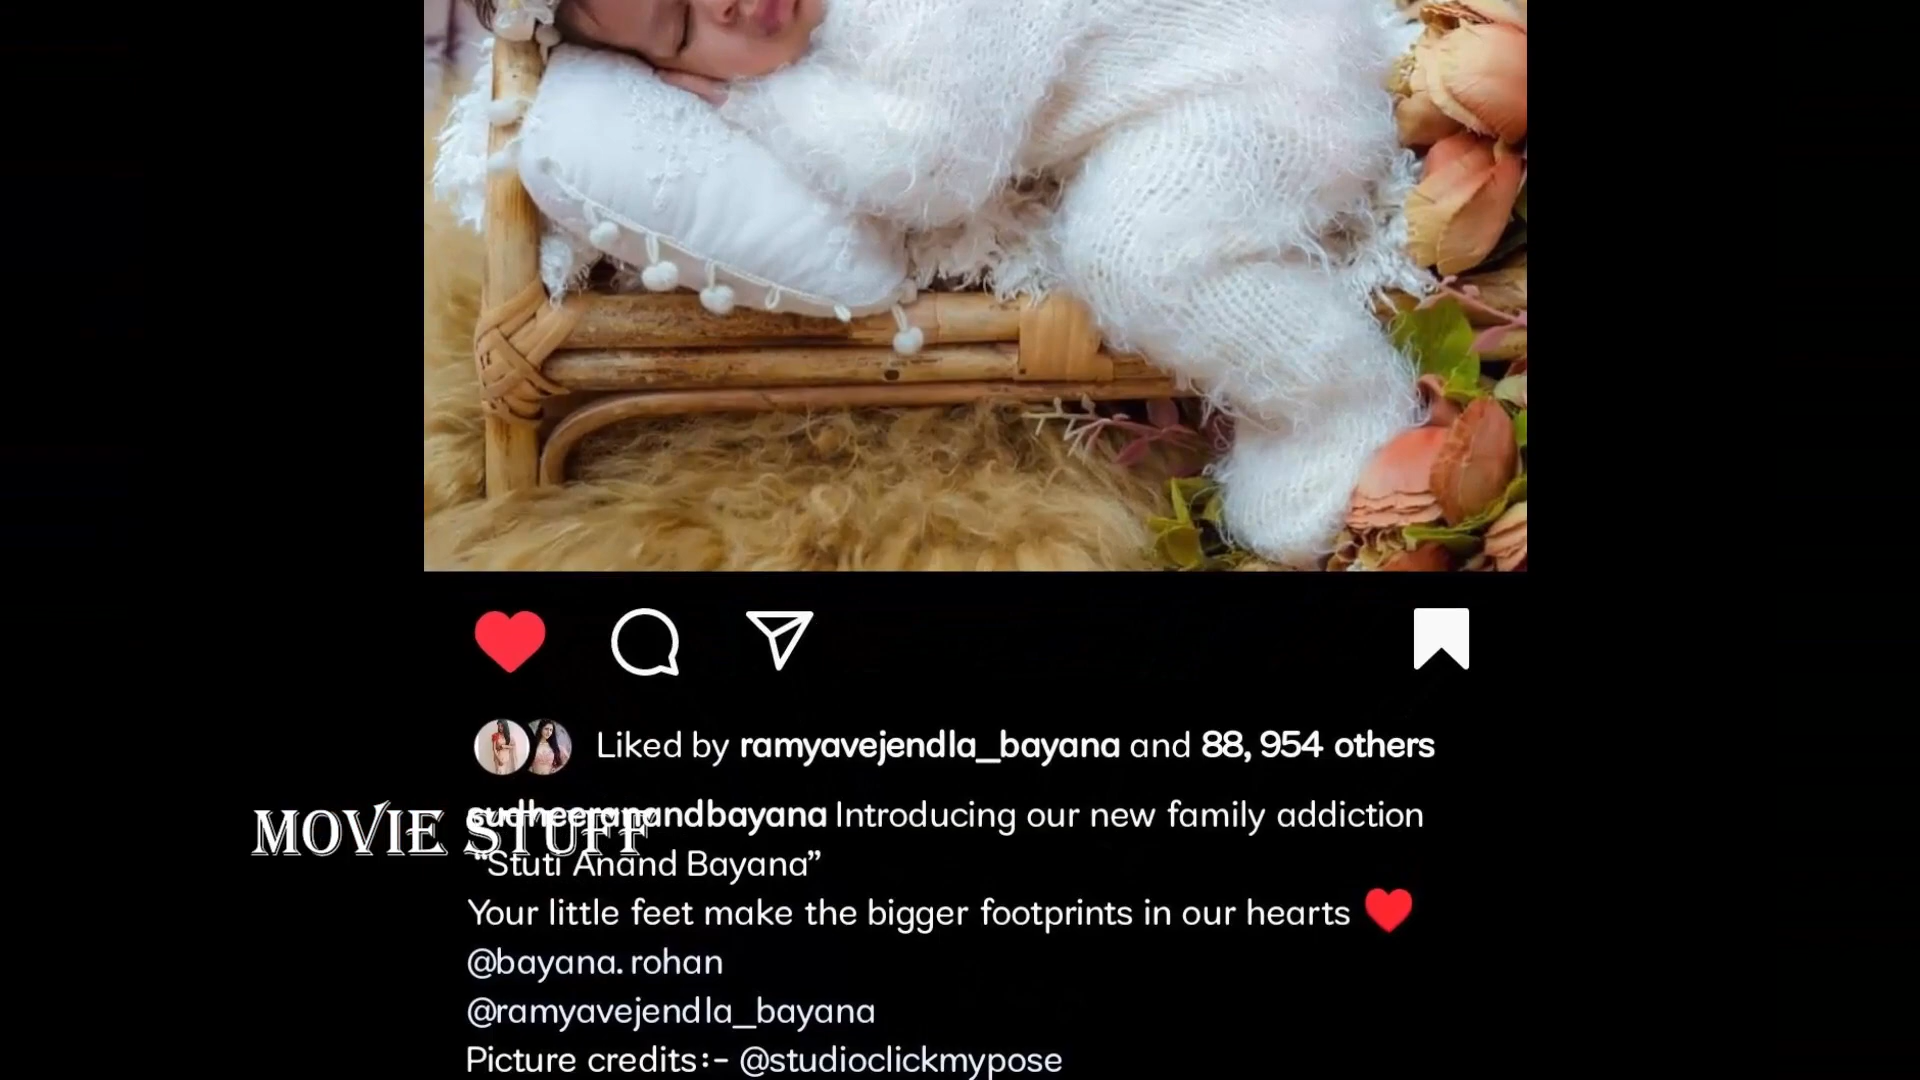 Liked by ramyavejendla_bayana and 88, 954 others
sudheeranandbayana Introducing our new family addiction
MOVIE STUFF
“Stuti Anand Bayana”
Your little feet make the bigger footprints in our hearts ❤
@bayana.rohan
@ramyavejendla_bayana
Picture credits:- @studioclickmypose